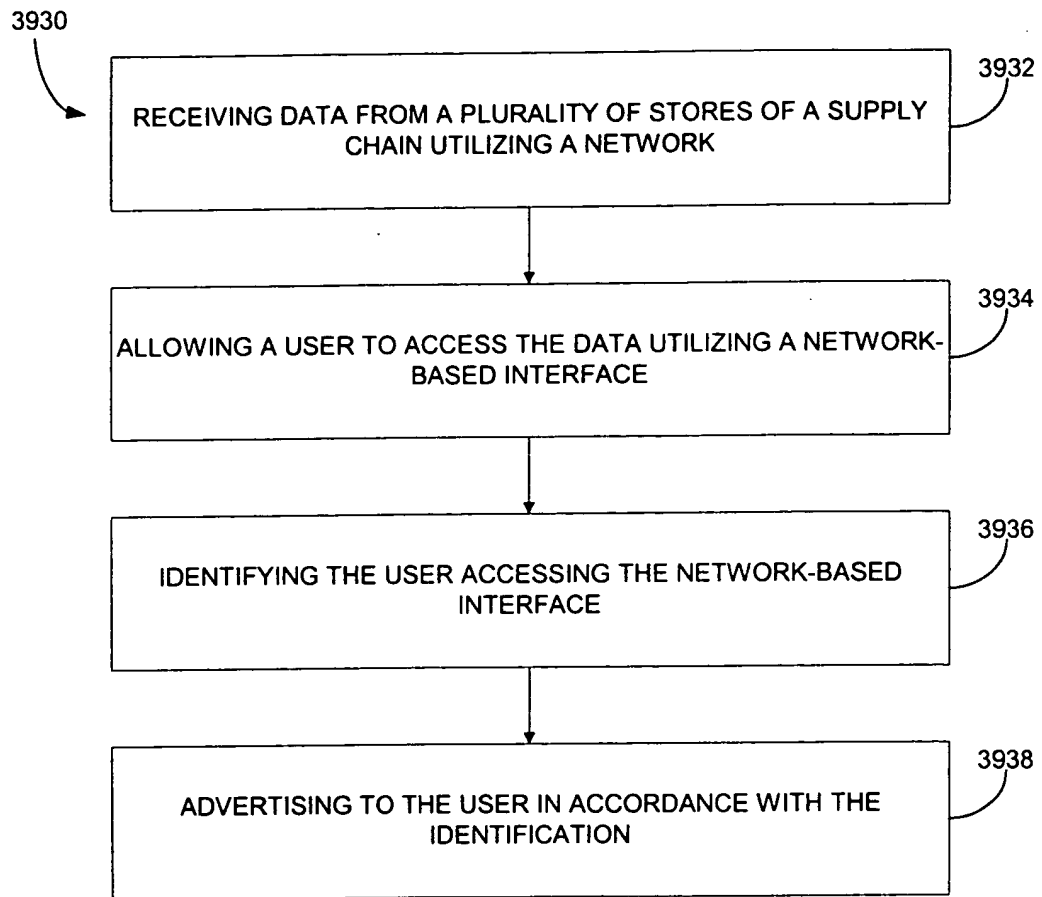 3930
3932
RECEIVING DATA FROM A PLURALITY OF STORES OF A SUPPLY
CHAIN UTILIZING A NETWORK
3934
ALLOWING A USER TO ACCESS THE DATA UTILIZING A NETWORK-
BASED INTERFACE
3936
IDENTIFYING THE USER ACCESSING THE NETWORK-BASED
INTERFACE
3938
ADVERTISING TO THE USER IN ACCORDANCE WITH THE
IDENTIFICATION